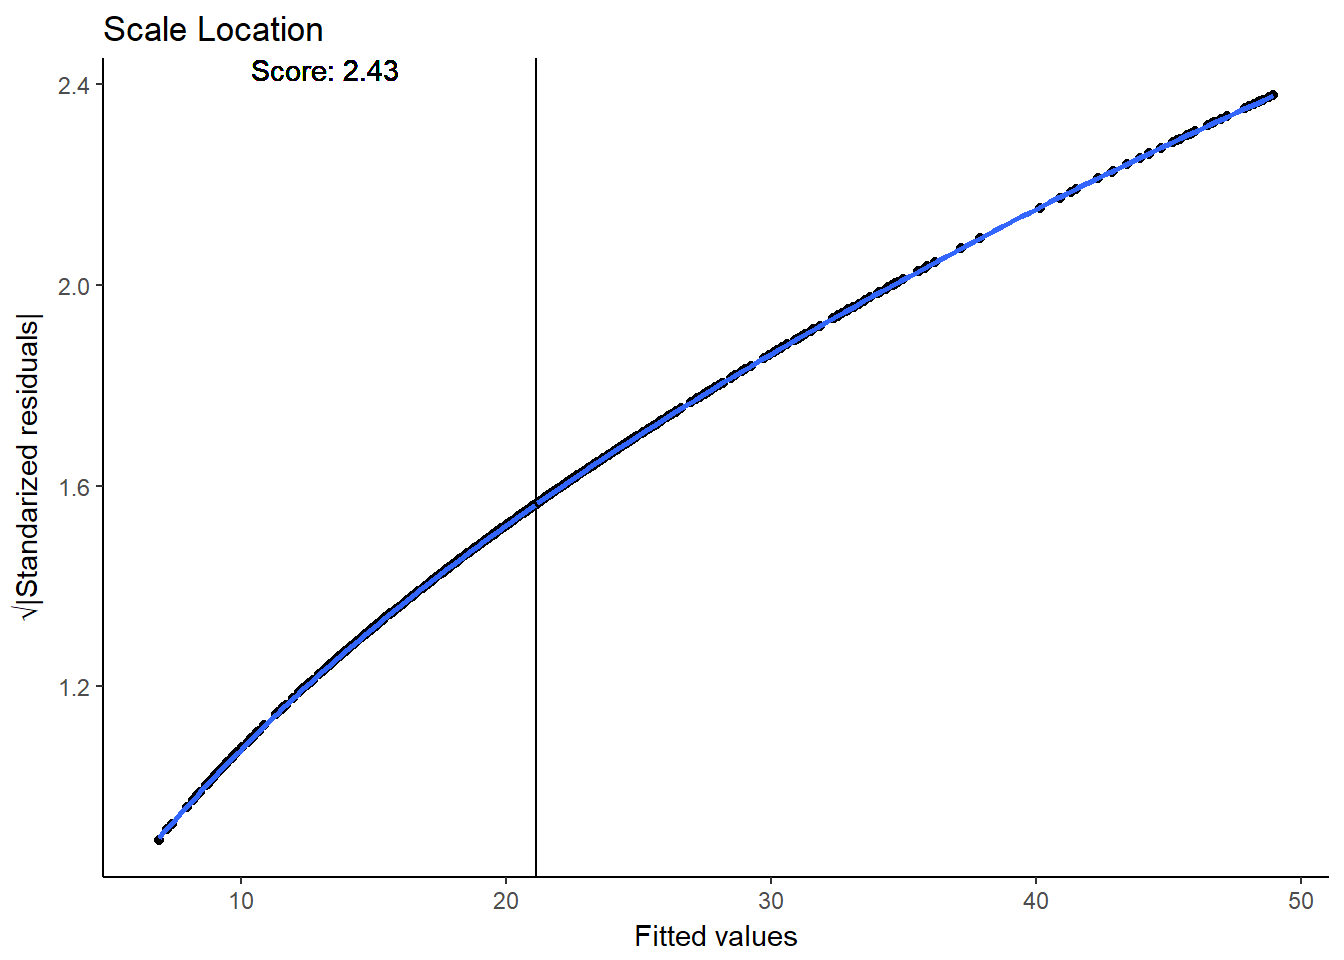 Scale Location
Score: 2.43
√|Standarized residuals|
2.4
2.0
1.6
1.2
10 20 30 40 50
Fitted values